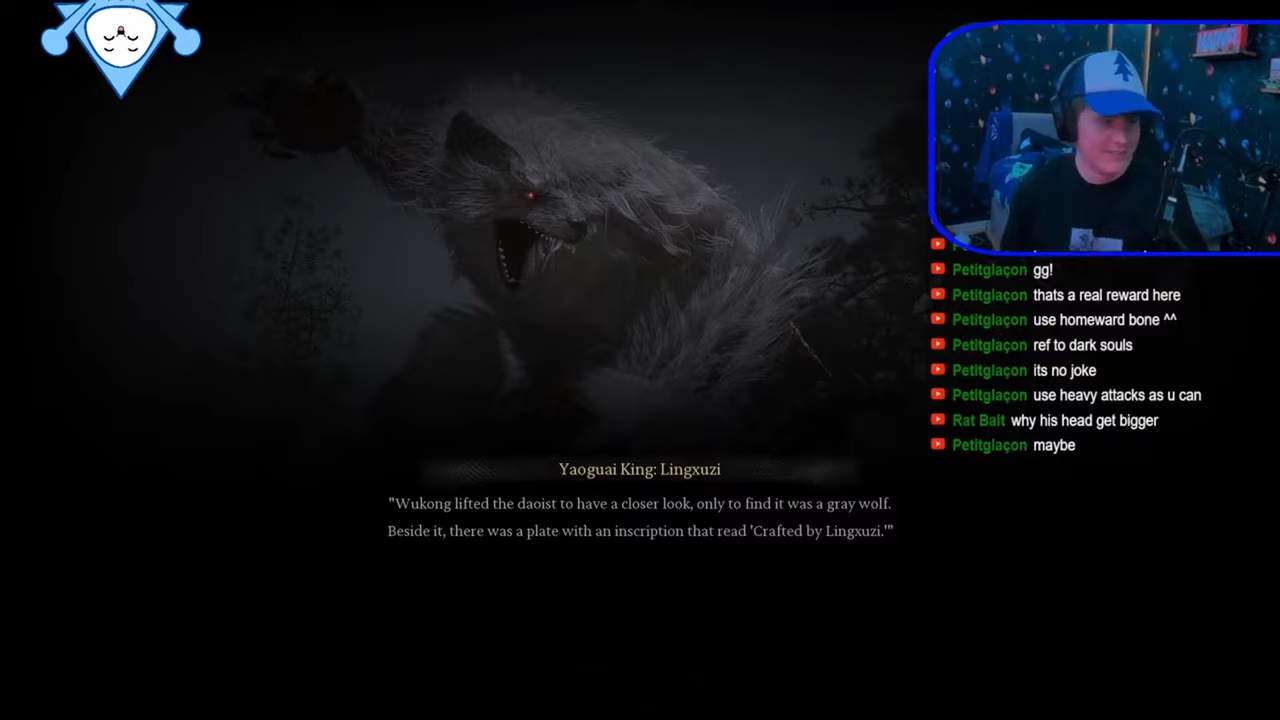 MARVEL
Petitglaçon gg!
Petitglaçon thats a real reward here
Petitglaçon use homeward bone ^^
Petitglaçon ref to dark souls
Petitglaçon its no joke
Petitglaçon use heavy attacks as u can
Rat Bait why his head get bigger
Petitglaçon maybe
Yaoguai King: Lingxuzi
"Wukong lifted the daoist to have a closer look, only to find it was a gray wolf.
Beside it, there was a plate with an inscription that read 'Crafted by Lingxuzi.'"